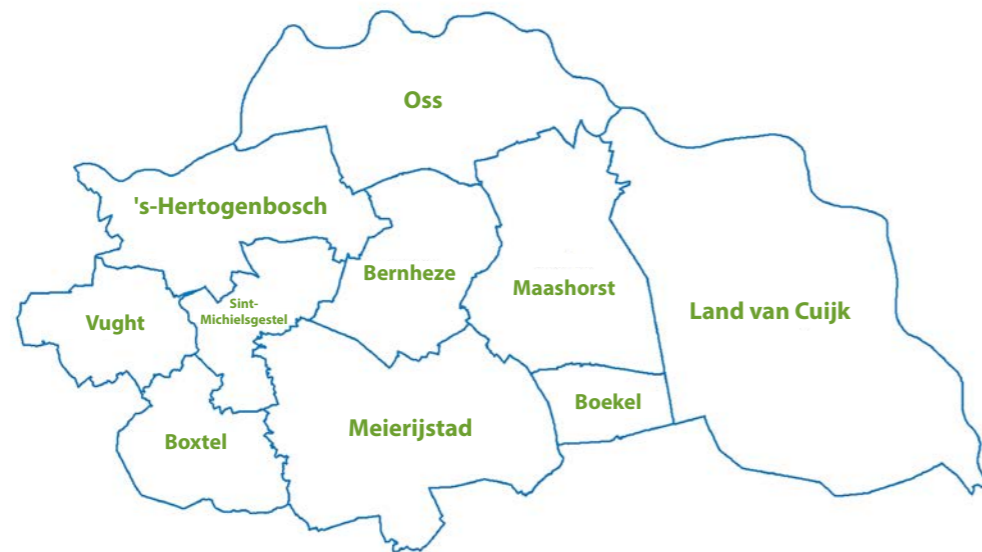 Oss
's-Hertogenbosch
Bernheze
Maashorst
Sint-
Michielsgestel
Vught
Land van Cuijk
Boekel
Meierijstad
Boxtel